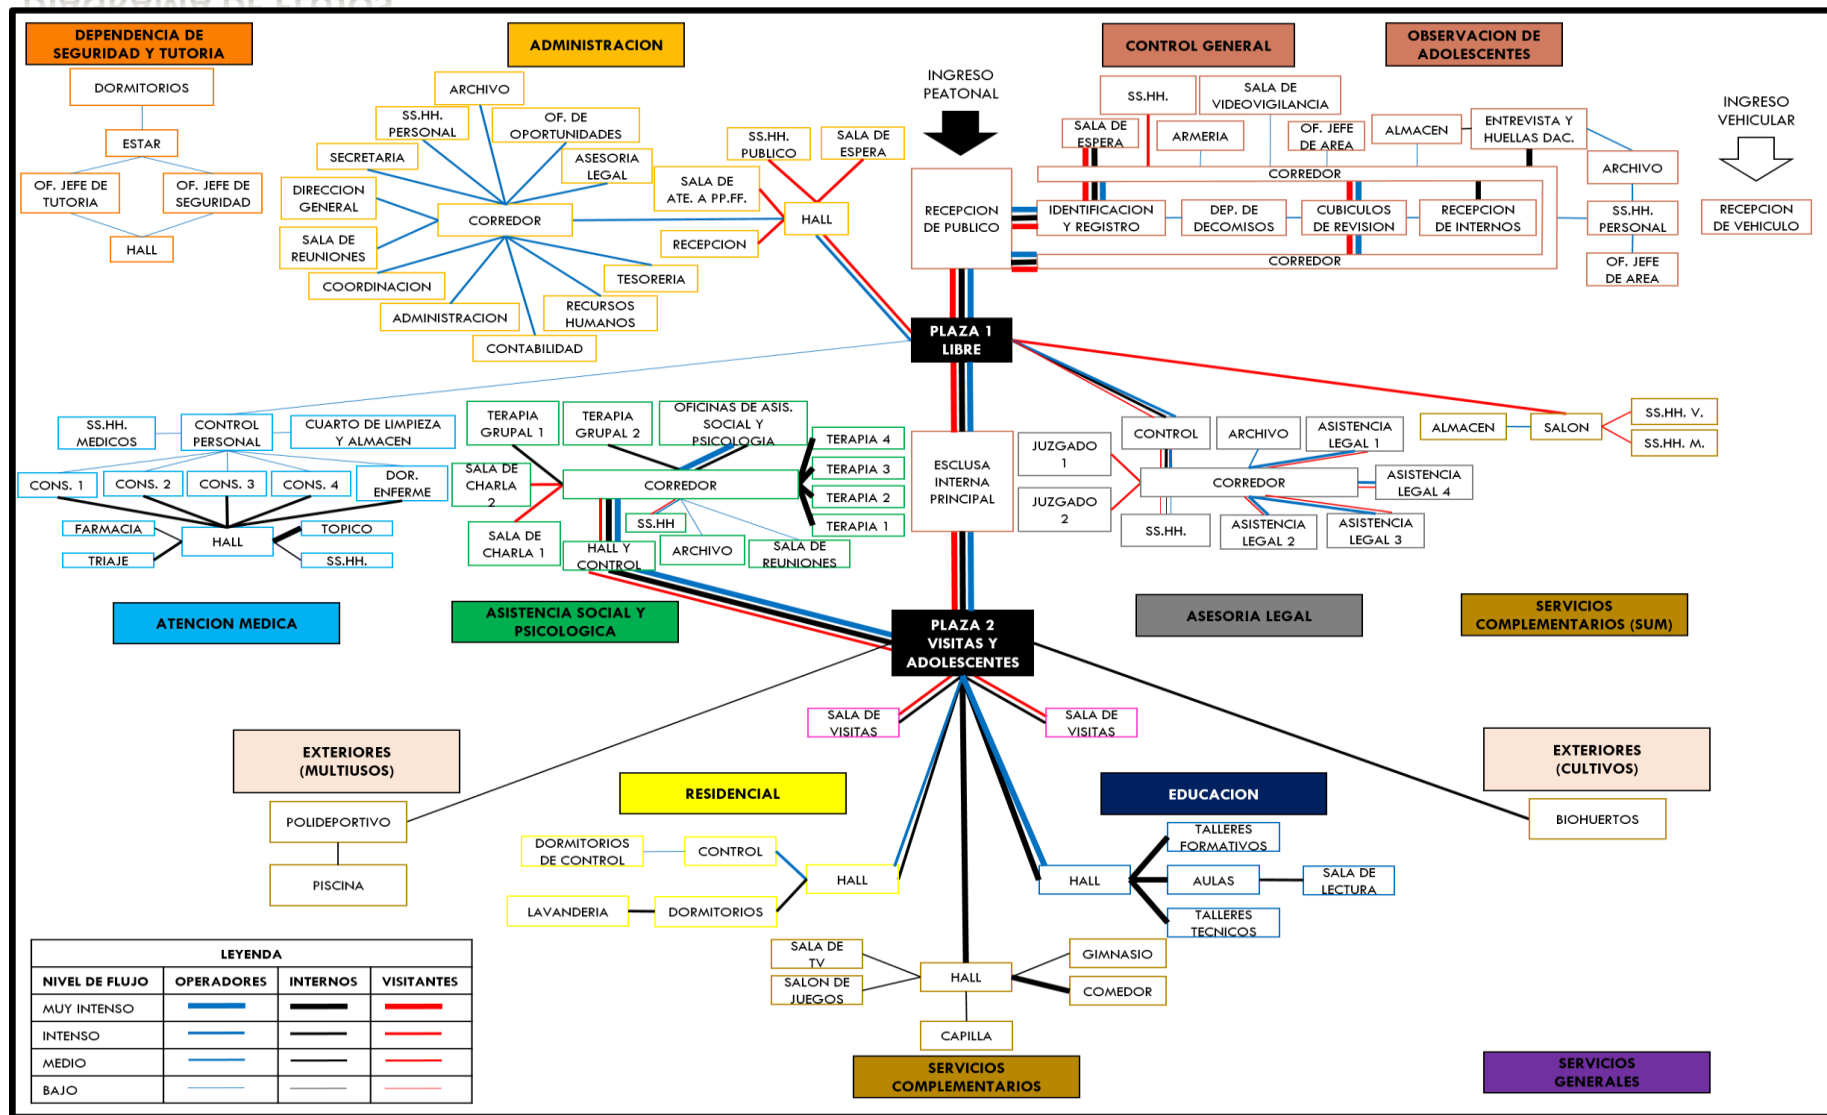 DEPENDENCIA DE
SEGURIDAD Y TUTORIA
DORMITORIOS
ESTAR
OF. JEFE DE
TUTORIA
OF. JEFE DE
SEGURIDAD
HALL
ADMINISTRACION
ARCHIVO
SS.HH.
PERSONAL
OF. DE
OPORTUNIDADES
SECRETARIA
ASESORIA
LEGAL
DIRECCION
GENERAL
CORREDOR
SALA DE
REUNIONES
COORDINACION
ADMINISTRACION
CONTABILIDAD
RECURSOS
HUMANOS
TESORERIA
SS.HH.
PUBLICO
SALA DE
ESPERA
SALA DE
ATE. A PP.FF.
HALL
RECEPCION
INGRESO
PEATONAL
RECEPCION
DE PUBLICO
CONTROL GENERAL
OBSERVACION DE
ADOLESCENTES
SS.HH.
SALA DE
VIDEOVIGILANCIA
SALA DE
ESPERA
ARMERIA
OF. JEFE
DE AREA
ALMACEN
ENTREVISTA Y
HUELLAS DAC.
CORREDOR
ARCHIVO
IDENTIFICACION
Y REGISTRO
DEP. DE
DECOMISOS
CUBICULOS
DE REVISION
RECEPCION
DE INTERNOS
SS.HH.
PERSONAL
CORREDOR
OF. JEFE
DE AREA
INGRESO
VEHICULAR
RECEPCION
DE VEHICULO
PLAZA 1
LIBRE
SS.HH.
MEDICOS
CONTROL
PERSONAL
CUARTO DE LIMPIEZA
Y ALMACEN
CONS. 1
CONS. 2
CONS. 3
CONS. 4
DOR.
ENFERME
FARMACIA
HALL
TOPICO
TRIAJE
SS.HH.
ATENCION MEDICA
TERAPIA
GRUPAL 1
TERAPIA
GRUPAL 2
OFICINAS DE ASIS.
SOCIAL Y
PSICOLOGIA
TERAPIA 4
TERAPIA 3
TERAPIA 2
TERAPIA 1
SALA DE
CHARLA
2
CORREDOR
SALA DE
CHARLA 1
SS.HH
HALL Y
CONTROL
ARCHIVO
SALA DE
REUNIONES
ASISTENCIA SOCIAL Y
PSICOLOGICA
ESCLUSA
INTERNA
PRINCIPAL
JUZGADO
1
JUZGADO
2
CONTROL
ARCHIVO
ASISTENCIA
LEGAL 1
CORREDOR
ASISTENCIA
LEGAL 4
SS.HH.
ASISTENCIA
LEGAL 2
ASISTENCIA
LEGAL 3
ASESORIA LEGAL
ALMACEN
SALON
SS.HH. V.
SS.HH. M.
SERVICIOS
COMPLEMENTARIOS (SUM)
PLAZA 2
VISITAS Y
ADOLESCENTES
SALA DE
VISITAS
SALA DE
VISITAS
EXTERIORES
(MULTIUSOS)
POLIDEPORTIVO
PISCINA
RESIDENCIAL
DORMITORIOS
DE CONTROL
CONTROL
HALL
LAVANDERIA
DORMITORIOS
EDUCACION
HALL
TALLERES
FORMATIVOS
AULAS
SALA DE
LECTURA
TALLERES
TECNICOS
EXTERIORES
(CULTIVOS)
BIOHUERTOS
SALA DE
TV
SALON DE
JUEGOS
HALL
GIMNASIO
COMEDOR
CAPILLA
SERVICIOS
COMPLEMENTARIOS
SERVICIOS
GENERALES
LEYENDA
NIVEL DE FLUJO OPERADORES INTERNOS VISITANTES
MUY INTENSO
INTENSO
MEDIO
BAJO